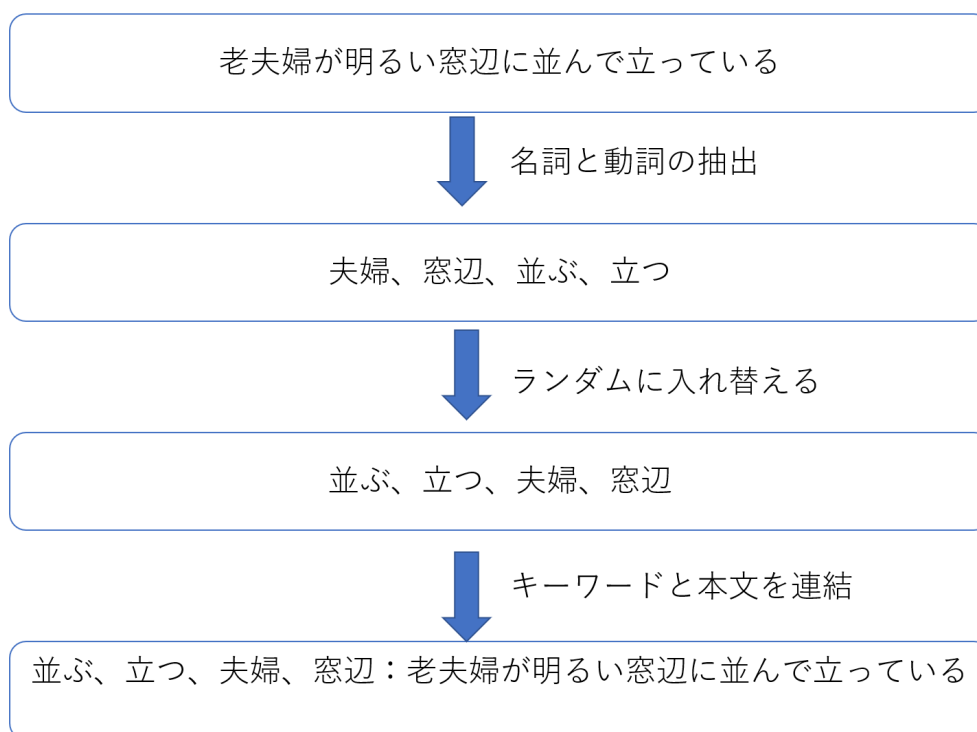 老夫婦が明るい窓辺に並んで立っている
名詞と動詞の抽出
夫婦、窓辺、並ぶ、立つ
ランダムに入れ替える
並ぶ、立つ、夫婦、窓辺
キーワードと本文を連結
並ぶ、立つ、夫婦、窓辺：老夫婦が明るい窓辺に並んで立っている